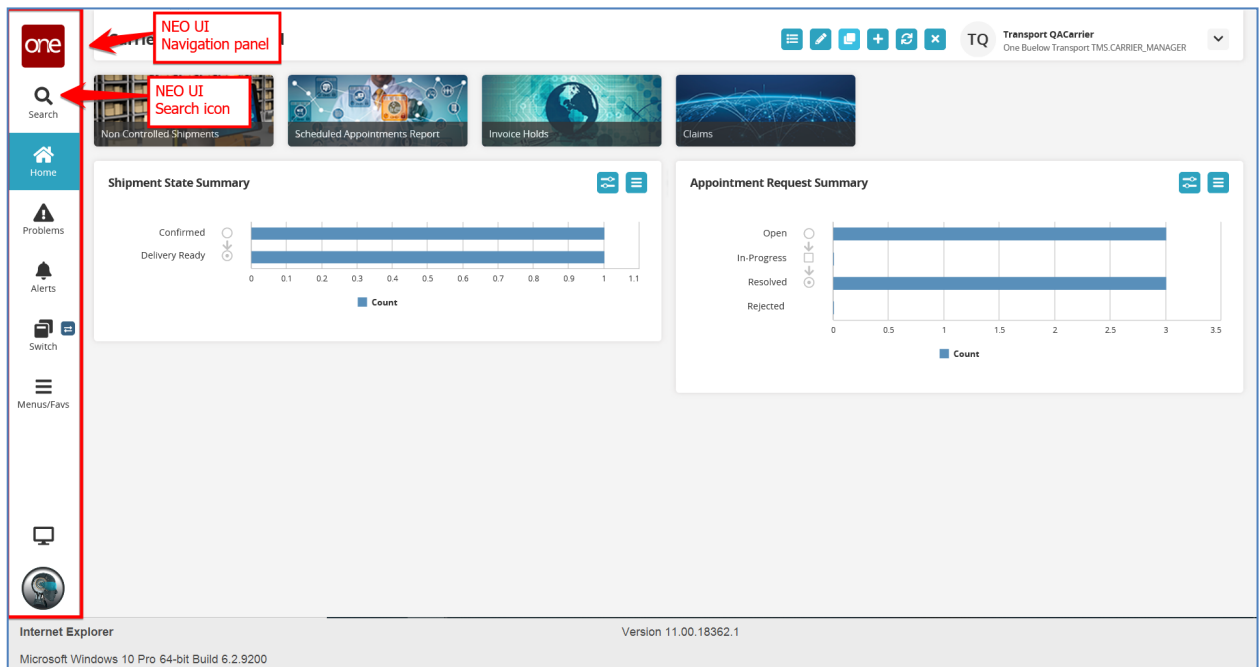 one
NEO UI
Navigation panel
TQ
Transport QACarrier
One Buelow Transport TMS.CARRIER_MANAGER
Search
NEO UI
Search icon
Non Controlled Shipments
Scheduled Appointments Report
Invoice Holds
Claims
Home
Problems
Alerts
Switch
Menus/Favs
Shipment State Summary
Confirmed
Delivery Ready
0 0.1 0.2 0.3 0.4 0.5 0.6 0.7 0.8 0.9 1 1.1
Count
Appointment Request Summary
Open
In-Progress
Resolved
Rejected
0 0.5 1 1.5 2 2.5 3 3.5
Count
Internet Explorer
Version 11.00.18362.1
Microsoft Windows 10 Pro 64-bit Build 6.2.9200